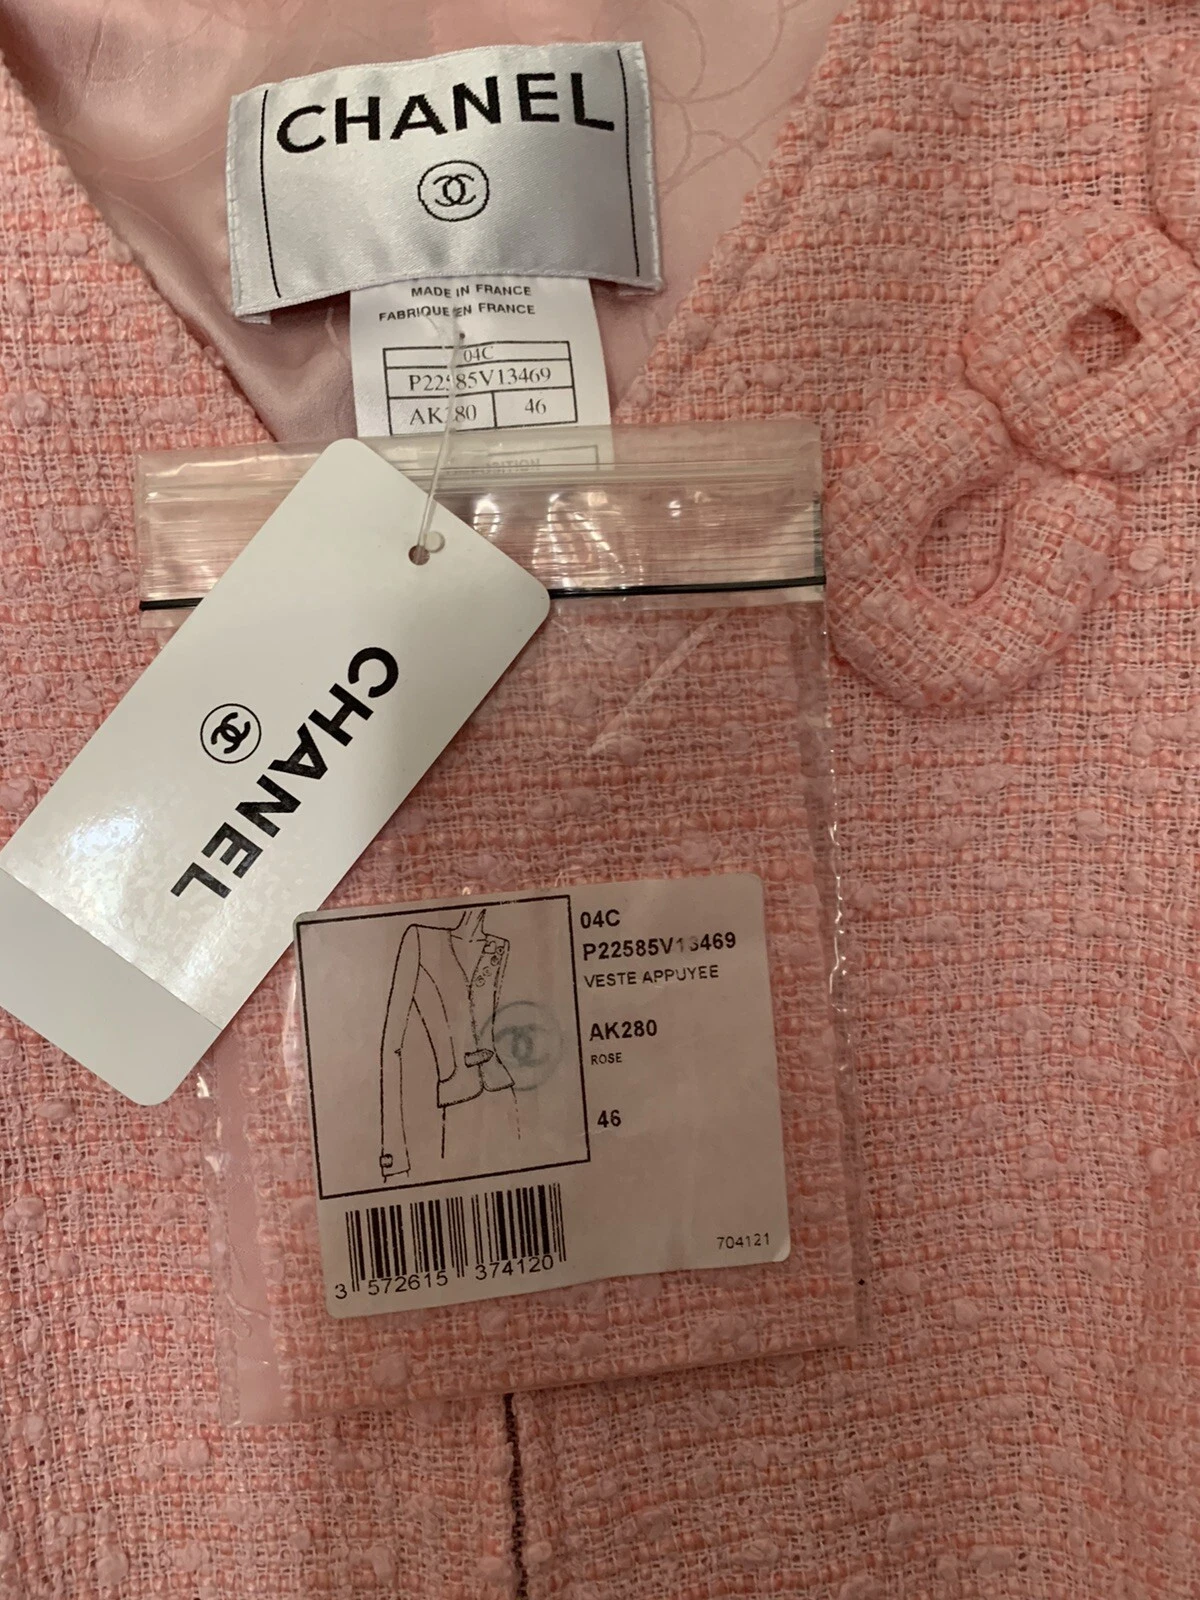 CHANEL
MADE IN FRANCE
FABRIQUE EN FRANCE
04C
P22585V13469
AK280 46
CHANEL
04C
P22585V13469
VESTE APPUYEE
AK280
ROSE
46
704121
3 572615 374120